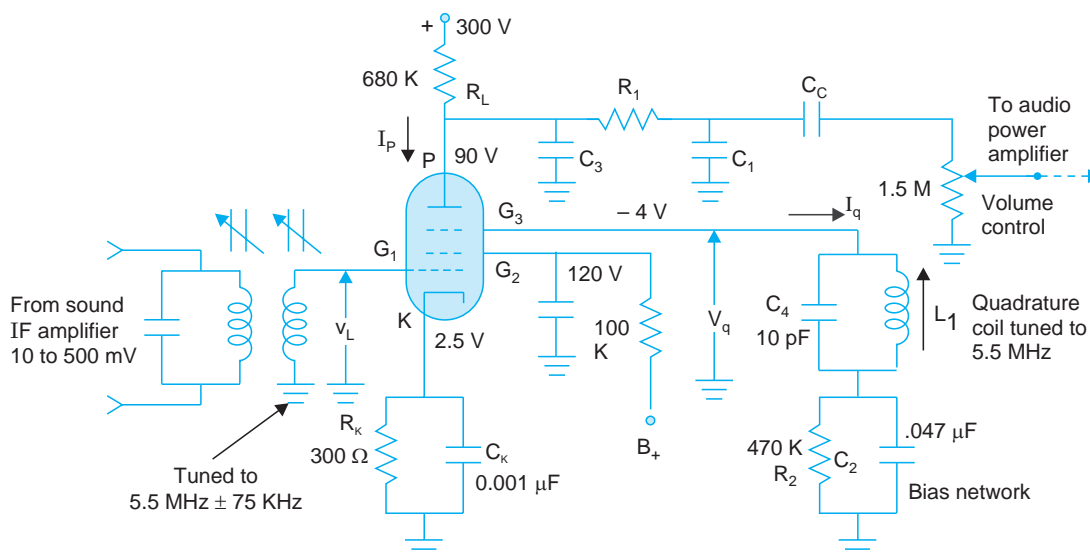 + 300 V
680 K
R_L
I_P
P
90 V
R_1
C_C
C_3
C_1
To audio
power
amplifier
1.5 M
Volume
control
G_3
– 4 V
I_q
G_1
G_2
120 V
K
2.5 V
From sound
IF amplifier
10 to 500 mV
v_L
100
K
V_q
C_4
10 pF
L_1
Quadrature
coil tuned to
5.5 MHz
B_+
R_K
300 Ω
C_K
0.001 μF
Tuned to
5.5 MHz ± 75 KHz
470 K
R_2
C_2
.047 μF
Bias network